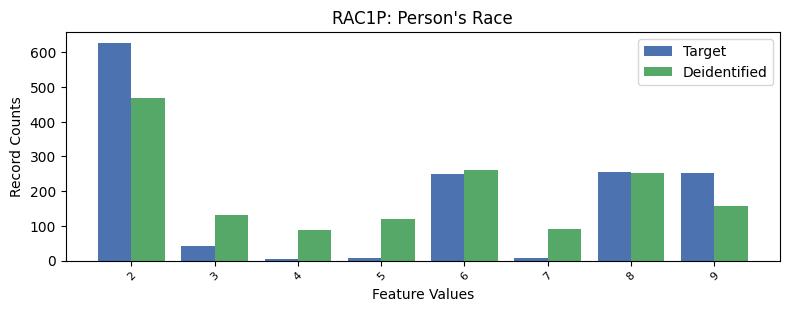 RAC1P: Person's Race
Record Counts
600
500
400
300
200
100
0
Target
Deidentified
2 3 4 5 6 7 8 9
Feature Values